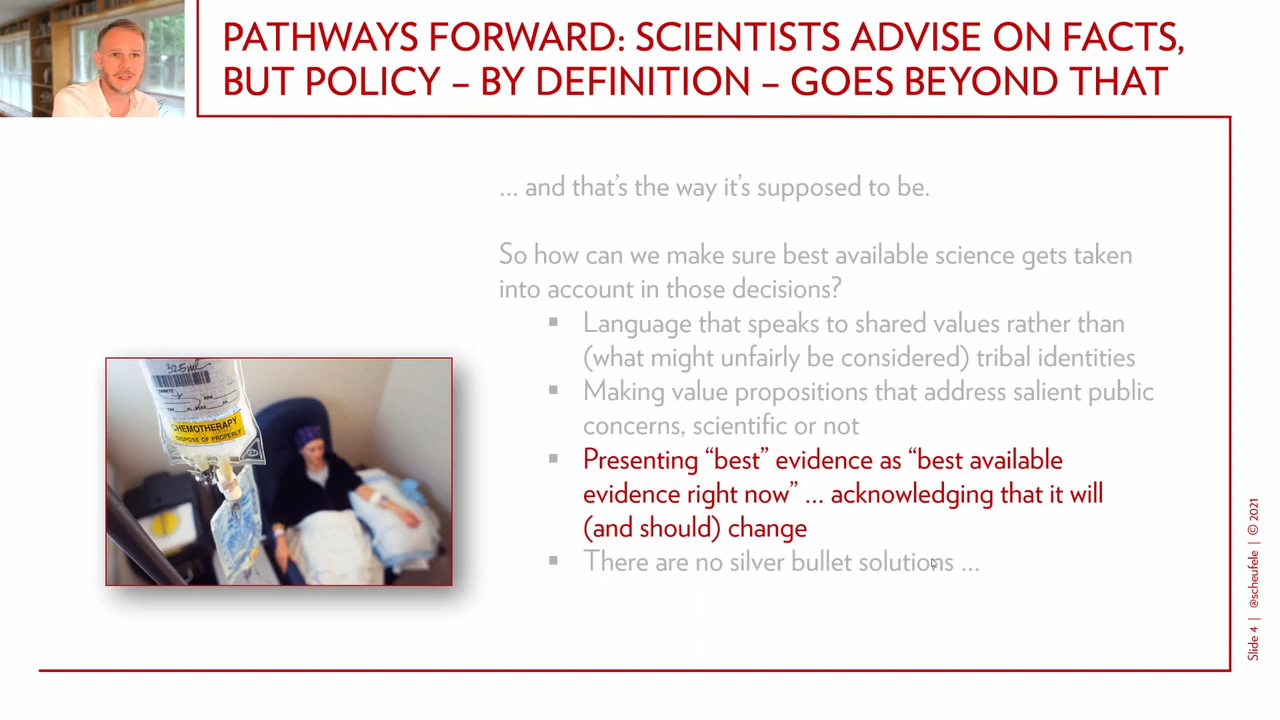 PATHWAYS FORWARD: SCIENTISTS ADVISE ON FACTS,
BUT POLICY – BY DEFINITION – GOES BEYOND THAT
... and that's the way it's supposed to be.
So how can we make sure best available science gets taken
into account in those decisions?
▪ Language that speaks to shared values rather than
(what might unfairly be considered) tribal identities
▪ Making value propositions that address salient public
concerns, scientific or not
▪ Presenting “best” evidence as “best available
evidence right now” ... acknowledging that it will
(and should) change
▪ There are no silver bullet solutions ...
CHEMOTHERAPY
DISPOSE OF PROPERLY
Slide 4 | @scheufele | © 2021